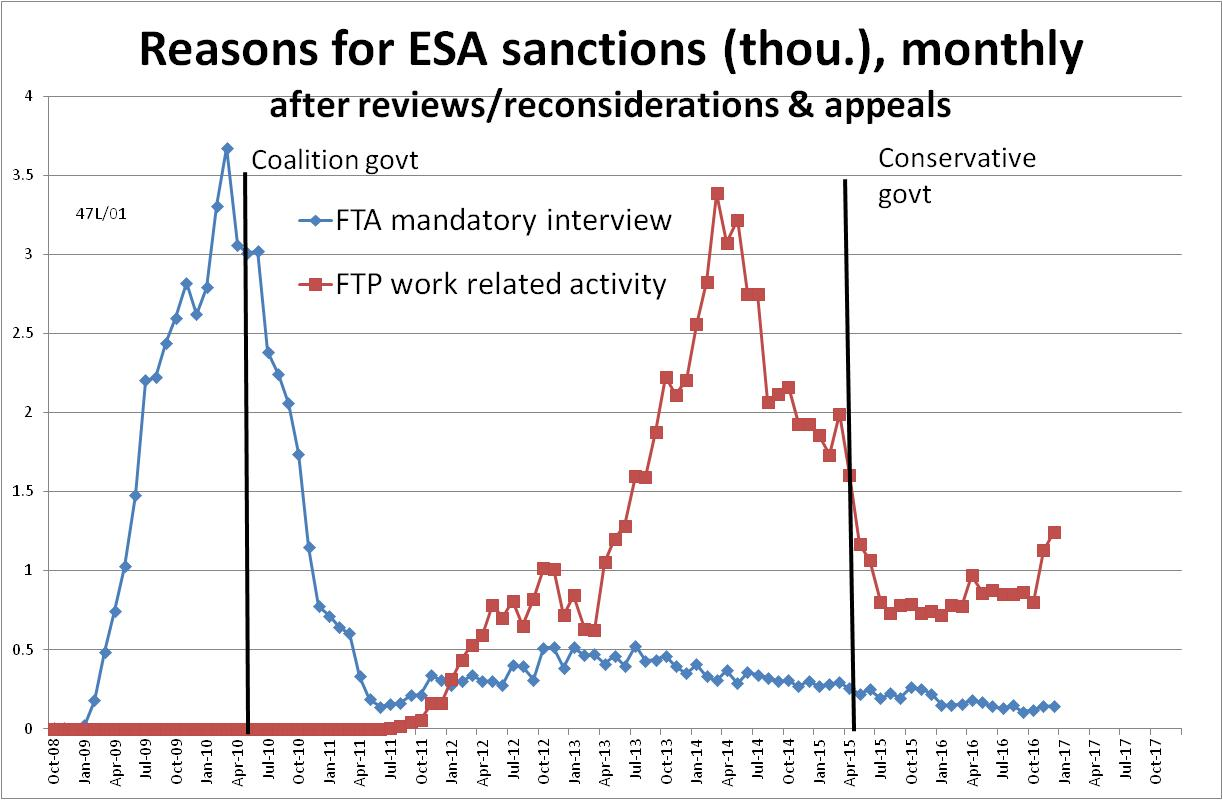 Reasons for ESA sanctions (thou.), monthly
after reviews/reconsiderations & appeals
4
3.5
3
2.5
2
1.5
1
0.5
0
47L/01
Coalition govt
Conservative
govt
FTA mandatory interview
FTP work related activity
Oct-08
Jan-09
Apr-09
Jul-09
Oct-09
Jan-10
Apr-10
Jul-10
Oct-10
Jan-11
Apr-11
Jul-11
Oct-11
Jan-12
Apr-12
Jul-12
Oct-12
Jan-13
Apr-13
Jul-13
Oct-13
Jan-14
Apr-14
Jul-14
Oct-14
Jan-15
Apr-15
Jul-15
Oct-15
Jan-16
Apr-16
Jul-16
Oct-16
Jan-17
Apr-17
Jul-17
Oct-17